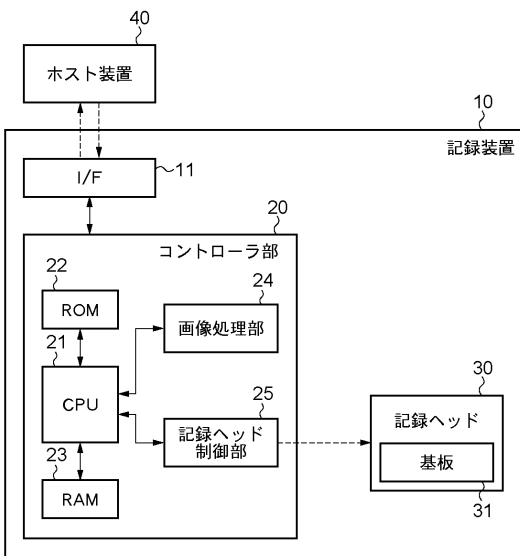 40
ホスト装置
10
記録装置
I/F
11
20
コントローラ部
22
ROM
24
画像処理部
21
CPU
25
記録ヘッド
制御部
30
記録ヘッド
基板
31
23
RAM